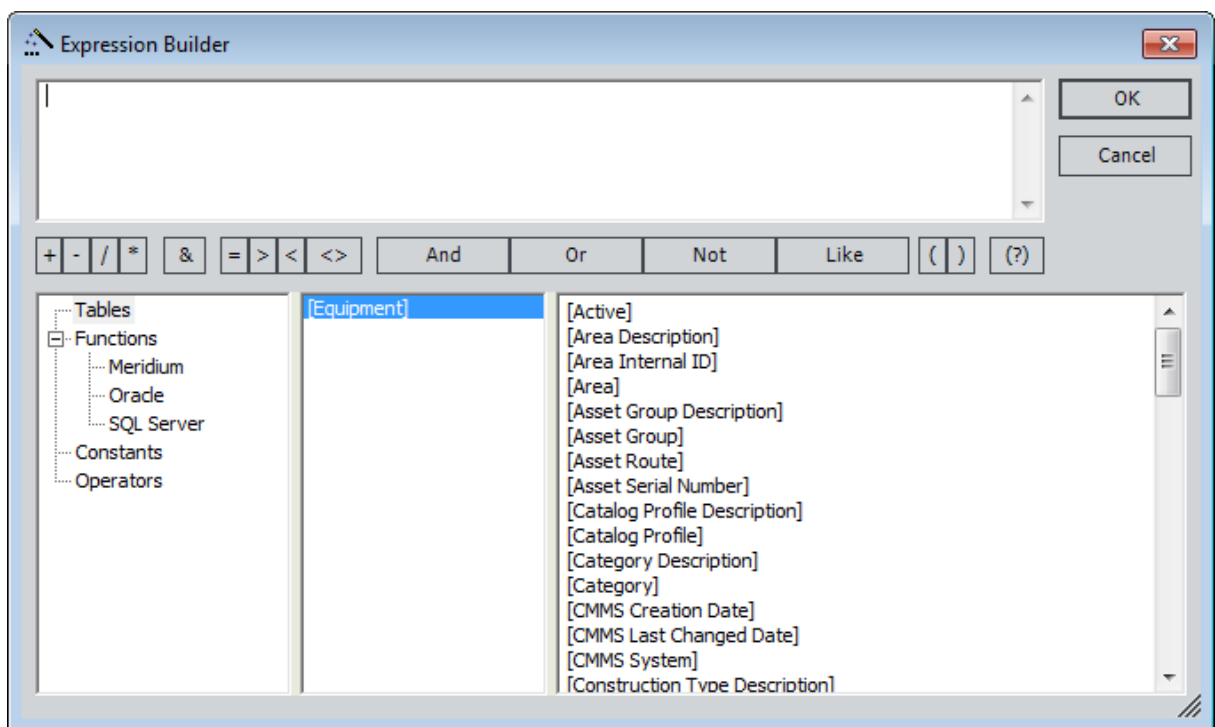 Expression Builder
OK
Cancel
+ - / * & = > < <> And Or Not Like ( ) (?)
Tables
Functions
Meridium
Oracle
SQL Server
Constants
Operators
[Equipment]
[Active]
[Area Description]
[Area Internal ID]
[Area]
[Asset Group Description]
[Asset Group]
[Asset Route]
[Asset Serial Number]
[Catalog Profile Description]
[Catalog Profile]
[Category Description]
[Category]
[CMMS Creation Date]
[CMMS Last Changed Date]
[CMMS System]
[Construction Type Description]